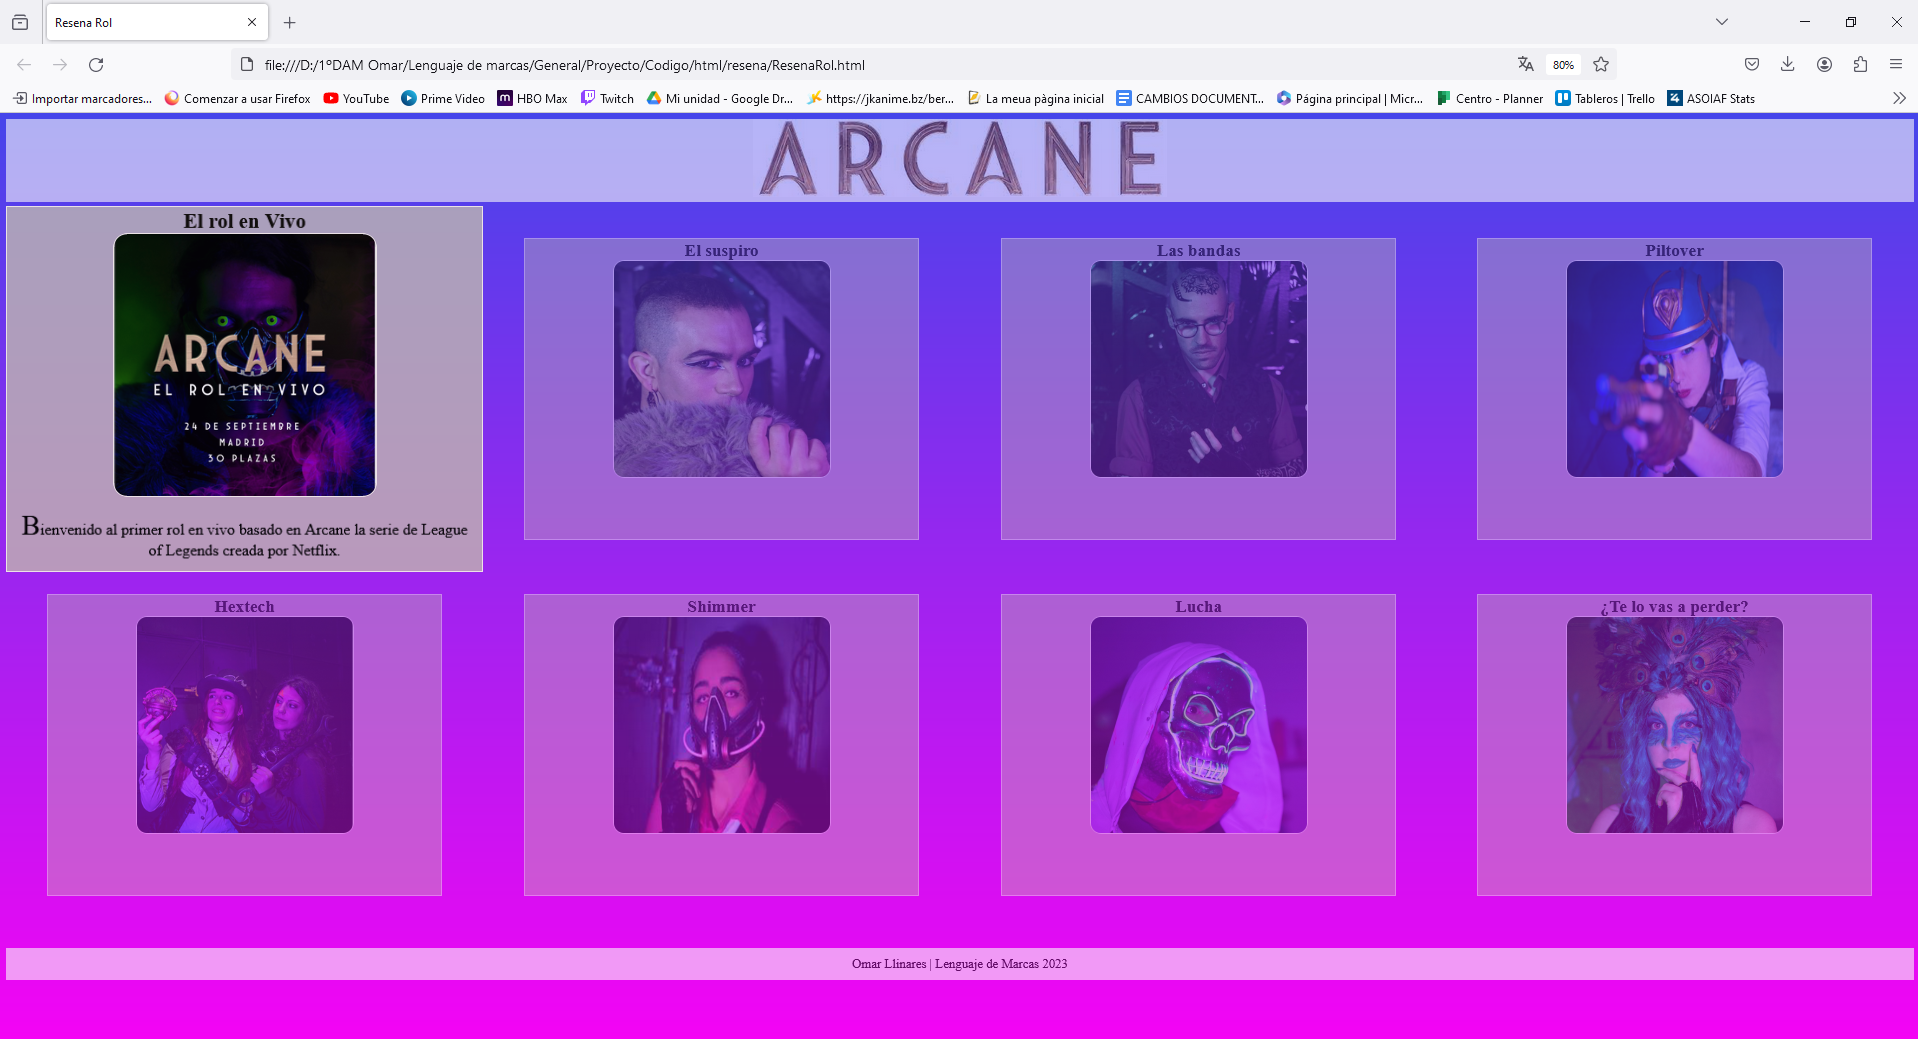 Resena Rol
file:///D:/1ºDAM Omar/Lenguaje de marcas/General/Proyecto/Codigo/html/resena/ResenaRol.html
80%
Importar marcadores...
Comenzar a usar Firefox
YouTube
Prime Video
HBO Max
Twitch
Mi unidad - Google Dr...
https://jkanime.bz/ber...
La meua pàgina inicial
CAMBIOS DOCUMENT...
Página principal | Micr...
Centro - Planner
Tableros | Trello
ASOIAF Stats
ARCANE
El rol en Vivo
ARCANE
EL ROL EN VIVO
24 DE SEPTIEMBRE
MADRID
30 PLAZAS
Bienvenido al primer rol en vivo basado en Arcane la serie de League
of Legends creada por Netflix.
El suspiro
Las bandas
Piltover
Hextech
Shimmer
Lucha
¿Te lo vas a perder?
Omar Llinares | Lenguaje de Marcas 2023